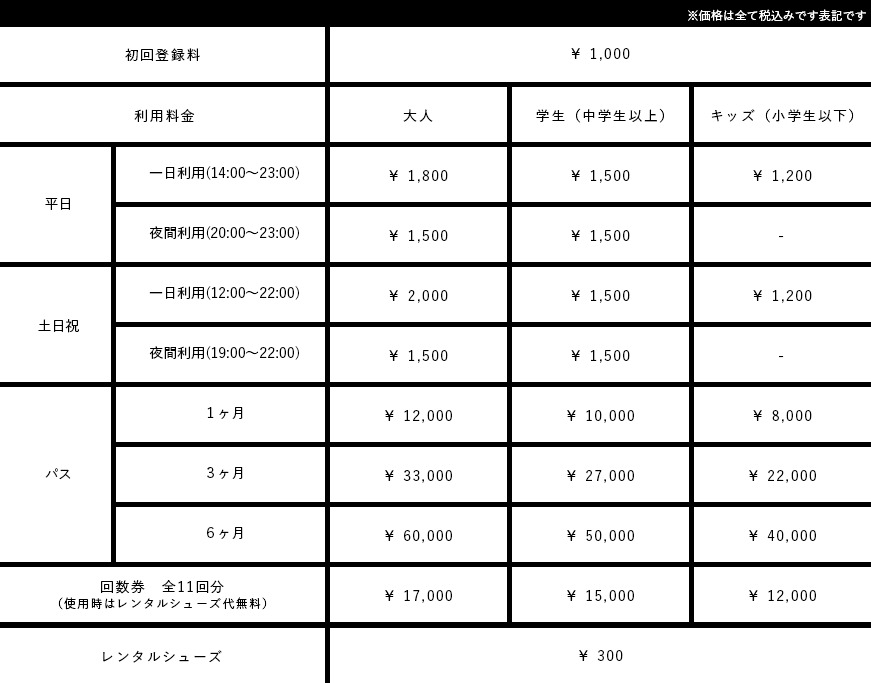 ※価格は全て税込みです表記です
初回登録料 ¥ 1,000
利用料金 大人 学生（中学生以上） キッズ（小学生以下）
平日
一日利用(14:00〜23:00) ¥ 1,800 ¥ 1,500 ¥ 1,200
夜間利用(20:00〜23:00) ¥ 1,500 ¥ 1,500 -
土日祝
一日利用(12:00〜22:00) ¥ 2,000 ¥ 1,500 ¥ 1,200
夜間利用(19:00〜22:00) ¥ 1,500 ¥ 1,500 -
パス
1ヶ月 ¥ 12,000 ¥ 10,000 ¥ 8,000
3ヶ月 ¥ 33,000 ¥ 27,000 ¥ 22,000
6ヶ月 ¥ 60,000 ¥ 50,000 ¥ 40,000
回数券　全11回分
（使用時はレンタルシューズ代無料） ¥ 17,000 ¥ 15,000 ¥ 12,000
レンタルシューズ ¥ 300